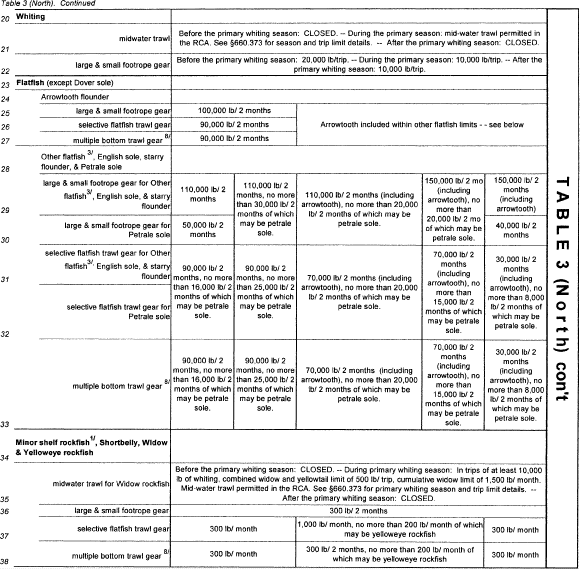 Table 3 (North). Continued
20 Whiting
21 midwater trawl
Before the primary whiting season: CLOSED. -- During the primary season: mid-water trawl permitted in
the RCA. See §660.373 for season and trip limit details. -- After the primary whiting season: CLOSED.
22 large & small footrope gear
Before the primary whiting season: 20,000 lb/trip. -- During the primary season: 10,000 lb/trip. -- After the
primary whiting season: 10,000 lb/trip.
23 Flatfish (except Dover sole)
24 Arrowtooth flounder
25 large & small footrope gear 100,000 lb/ 2 months
26 selective flatfish trawl gear 90,000 lb/ 2 months
27 multiple bottom trawl gear 8/ 90,000 lb/ 2 months
Arrowtooth included within other flatfish limits - - see below
28 Other flatfish 3/, English sole, starry
flounder, & Petrale sole
29 large & small footrope gear for Other
flatfish 3/, English sole, & starry
flounder
110,000 lb/ 2
months
30 large & small footrope gear for
Petrale sole
50,000 lb/ 2
months
110,000 lb/ 2
months, no more
than 30,000 lb/ 2
months of which
may be petrale
sole.
110,000 lb/ 2 months (including
arrowtooth), no more than 20,000
lb/ 2 months of which may be
petrale sole.
150,000 lb/ 2 mo
(including
arrowtooth), no
more than
20,000 lb/ 2 mo
of which may be
petrale sole.
150,000 lb/ 2
months
(including
arrowtooth)
40,000 lb/ 2
months
31 selective flatfish trawl gear for Other
flatfish 3/, English sole, & starry
flounder
32 selective flatfish trawl gear for
Petrale sole
90,000 lb/ 2
months, no more
than 16,000 lb/ 2
months of which
may be petrale
sole.
90,000 lb/ 2
months, no more
than 25,000 lb/ 2
months of which
may be petrale
sole.
70,000 lb/ 2 months (including
arrowtooth), no more than 20,000
lb/ 2 months of which may be
petrale sole.
70,000 lb/ 2
months
(including
arrowtooth), no
more than
15,000 lb/ 2
months of which
may be petrale
sole.
30,000 lb/ 2
months
(including
arrowtooth), no
more than 8,000
lb/ 2 months of
which may be
petrale sole.
33 multiple bottom trawl gear 8/
90,000 lb/ 2
months, no more
than 16,000 lb/ 2
months of which
may be petrale
sole.
90,000 lb/ 2
months, no more
than 25,000 lb/ 2
months of which
may be petrale
sole.
70,000 lb/ 2 months (including
arrowtooth), no more than 20,000
lb/ 2 months of which may be
petrale sole.
70,000 lb/ 2
months
(including
arrowtooth), no
more than
15,000 lb/ 2
months of which
may be petrale
sole.
30,000 lb/ 2
months
(including
arrowtooth), no
more than 8,000
lb/ 2 months of
which may be
petrale sole.
34 Minor shelf rockfish 1/, Shortbelly, Widow
& Yelloweye rockfish
35 midwater trawl for Widow rockfish
Before the primary whiting season: CLOSED. -- During primary whiting season: In trips of at least 10,000
lb of whiting, combined widow and yellowtail limit of 500 lb/ trip, cumulative widow limit of 1,500 lb/ month.
Mid-water trawl permitted in the RCA. See §660.373 for primary whiting season and trip limit details. --
After the primary whiting season: CLOSED.
36 large & small footrope gear 300 lb/ 2 months
37 selective flatfish trawl gear 300 lb/ month
1,000 lb/ month, no more than 200 lb/ month of which
may be yelloweye rockfish
300 lb/ month
38 multiple bottom trawl gear 8/ 300 lb/ month
300 lb/ 2 months, no more than 200 lb/ month of
which may be yelloweye rockfish
300 lb/ month
TABLE 3 (North) con't